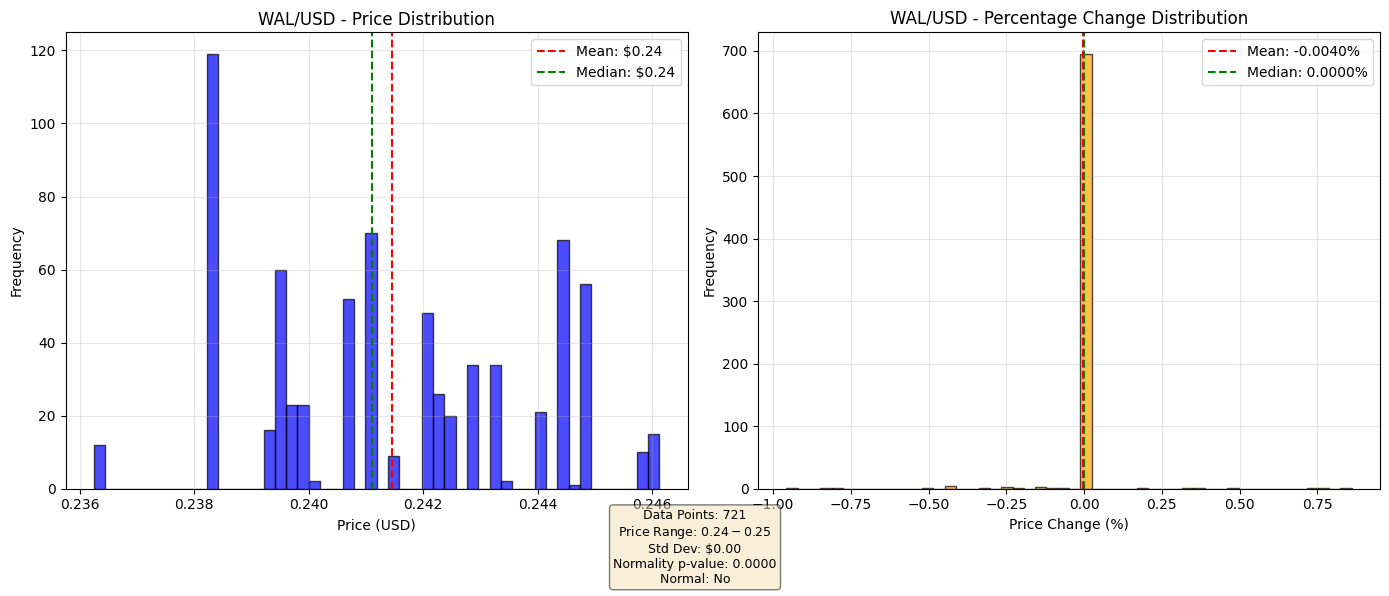 WAL/USD - Price Distribution
Mean: $0.24
Median: $0.24
120
100
80
60
40
20
0
Frequency
0.236 0.238 0.240 0.242 0.244 0.246
Price (USD)
WAL/USD - Percentage Change Distribution
Mean: -0.0040%
Median: 0.0000%
700
600
500
400
300
200
100
0
Frequency
−1.00 −0.75 −0.50 −0.25 0.00 0.25 0.50 0.75
Price Change (%)
Data Points: 721
Price Range: 0.24 − 0.25
Std Dev: $0.00
Normality p-value: 0.0000
Normal: No